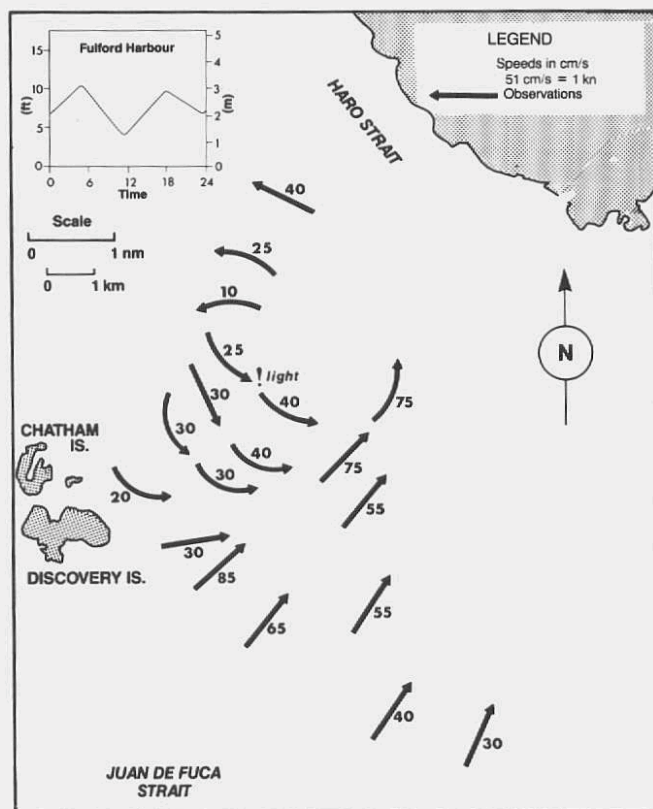 Fulford Harbour
15
10
5
0
(ft)
5
4
3
2
1
0
(m)
0 6 12 18 24
Time
Scale
0 1 nm
0 1 km
HARO STRAIT
LEGEND
Speeds in cm/s
51 cm/s = 1 kn
Observations
40
25
10
25
light
30
40
75
30
40
75
30
20
55
30
85
65
55
40
30
N
CHATHAM
IS.
DISCOVERY IS.
JUAN DE FUCA
STRAIT